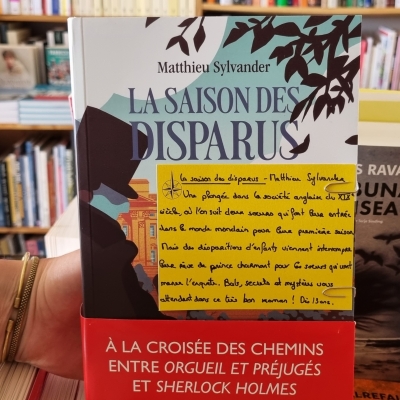 Matthieu Sylvander
LA SAISON DES
DISPARUS
La saison des disparus - Matthieu Sylvander
Une plongée dans la société anglaise du XIXe
siècle, où l'on suit deux soeurs qui font leur entrée
dans le monde mondain pour leur première saison.
Mais des disparitions d'enfants viennent interrompre
leur rêve de prince charmant pour les soeurs qui vont
mener l'enquête. Bals, secrets et mystères vous
attendent dans ce très bon roman ! Dès 13 ans.
À LA CROISÉE DES CHEMINS
ENTRE ORGUEIL ET PRÉJUGÉS
ET SHERLOCK HOLMES
S RAVA